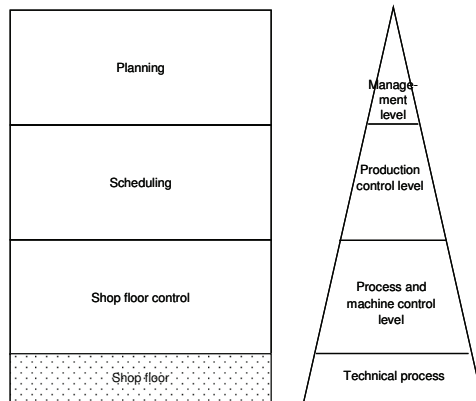 Planning
Scheduling
Shop floor control
Shop floor
Manage-
ment
level
Production
control level
Process and
machine control
level
Technical process